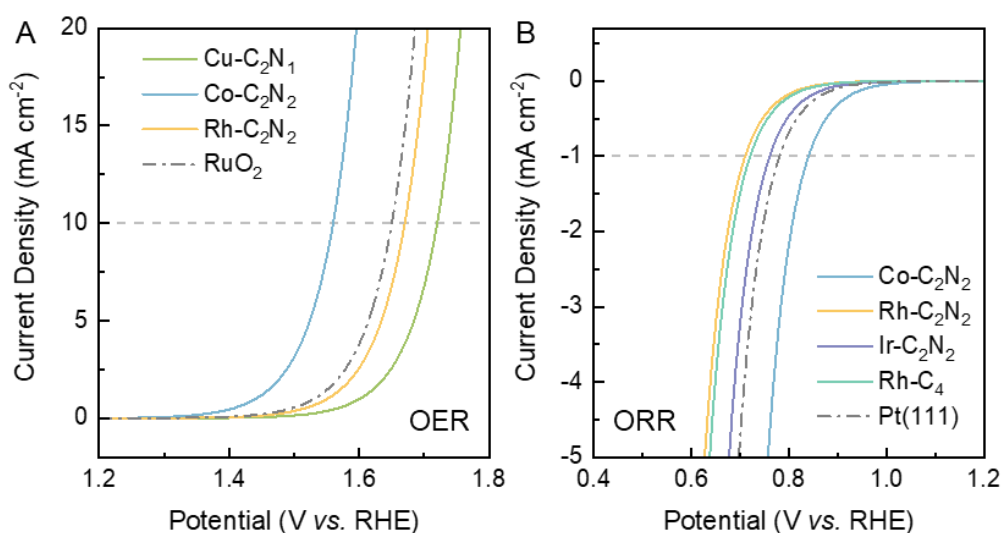 A
20
15
10
5
0
Current Density (mA cm⁻²)
Cu-C₂N₁
Co-C₂N₂
Rh-C₂N₂
RuO₂
OER
1.2
1.4
1.6
1.8
Potential (V vs. RHE)
B
0
-1
-2
-3
-4
-5
Current Density (mA cm⁻²)
Co-C₂N₂
Rh-C₂N₂
Ir-C₂N₂
Rh-C₄
Pt(111)
ORR
0.4
0.6
0.8
1.0
1.2
Potential (V vs. RHE)